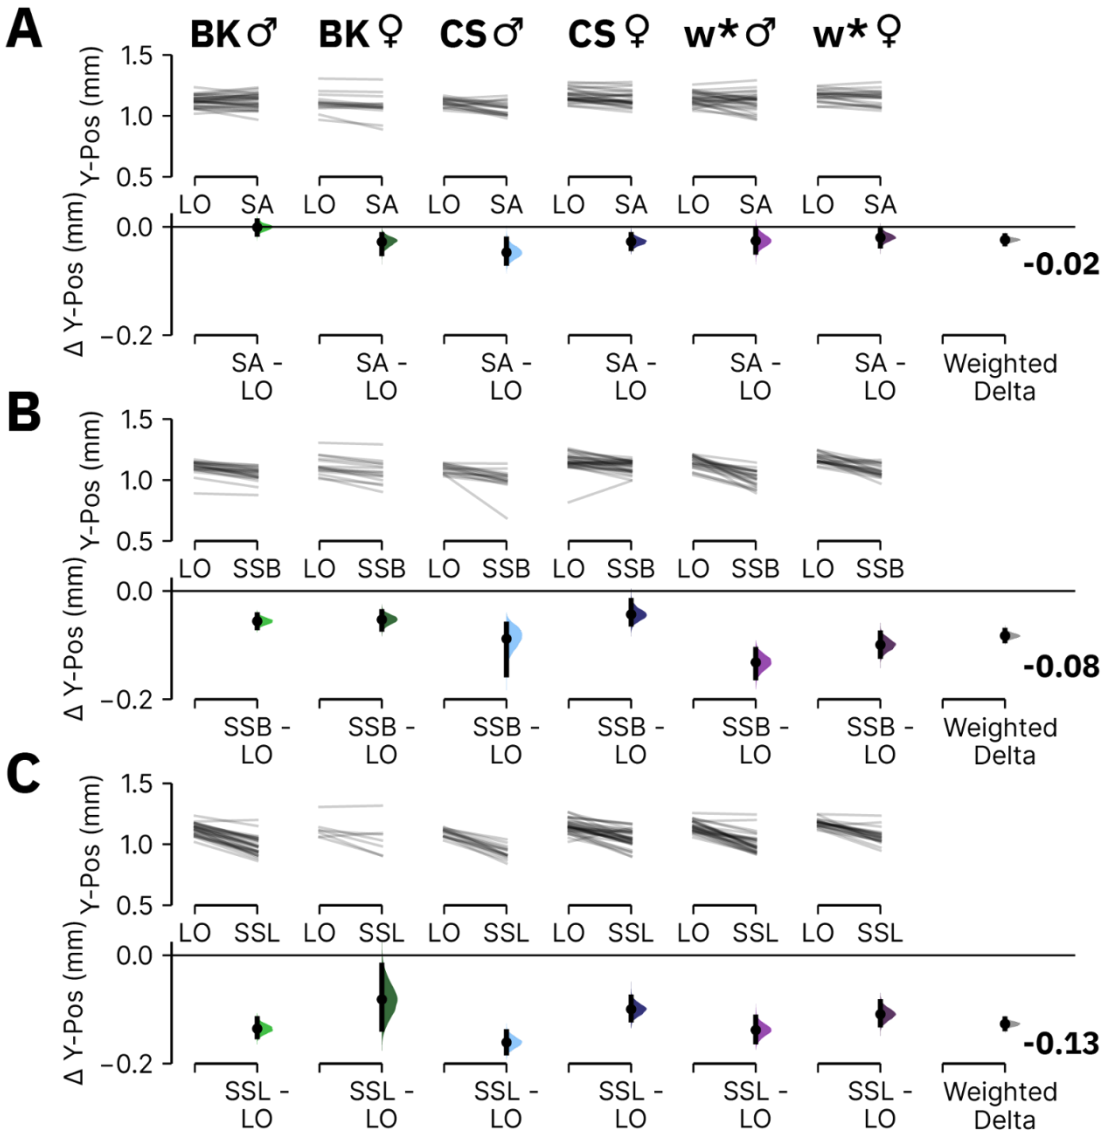 A BK♂ BK♀ CS♂ CS♀ w*♂ w*♀
Y-Pos (mm)
1.5
1.0
0.5
LO SA LO SA LO SA LO SA LO SA LO SA
Δ Y-Pos (mm)
0.0
-0.02
−0.2
SA - SA - SA - SA - SA - SA - Weighted
LO LO LO LO LO LO Delta
B
Y-Pos (mm)
1.5
1.0
0.5
LO SSB LO SSB LO SSB LO SSB LO SSB LO SSB
Δ Y-Pos (mm)
0.0
-0.08
−0.2
SSB - SSB - SSB - SSB - SSB - SSB - Weighted
LO LO LO LO LO LO Delta
C
Y-Pos (mm)
1.5
1.0
0.5
LO SSL LO SSL LO SSL LO SSL LO SSL LO SSL
Δ Y-Pos (mm)
0.0
-0.13
−0.2
SSL - SSL - SSL - SSL - SSL - SSL - Weighted
LO LO LO LO LO LO Delta